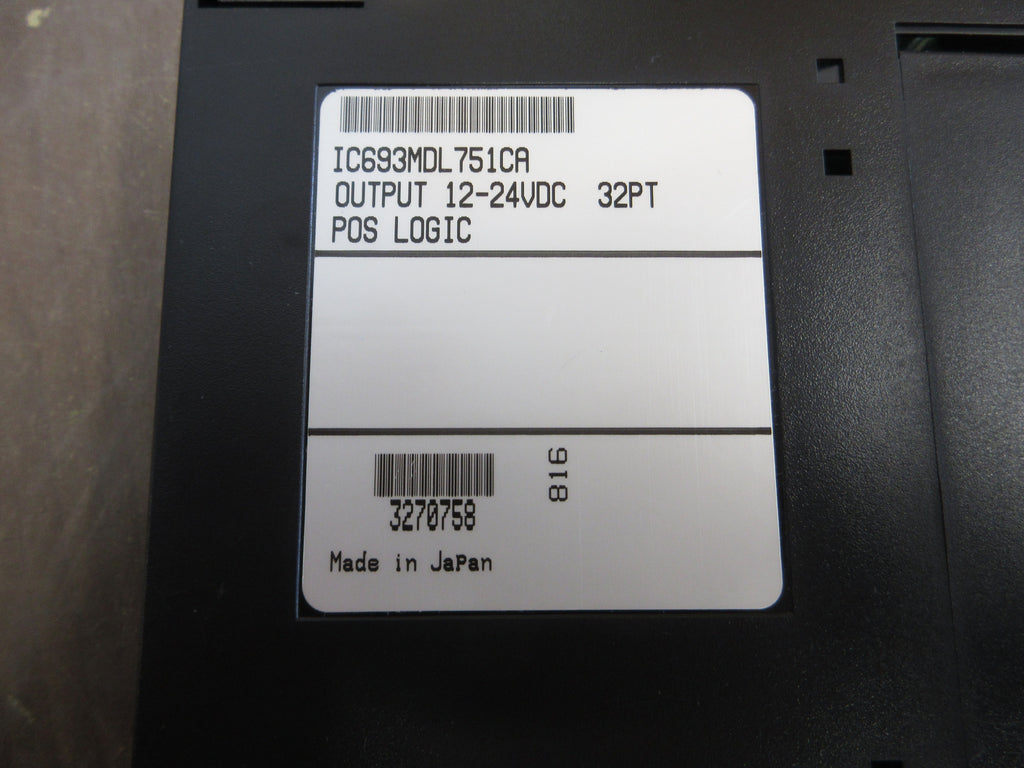 IC693MDL751CA
OUTPUT 12-24VDC 32PT
POS LOGIC
816
3270758
Made in JaPan